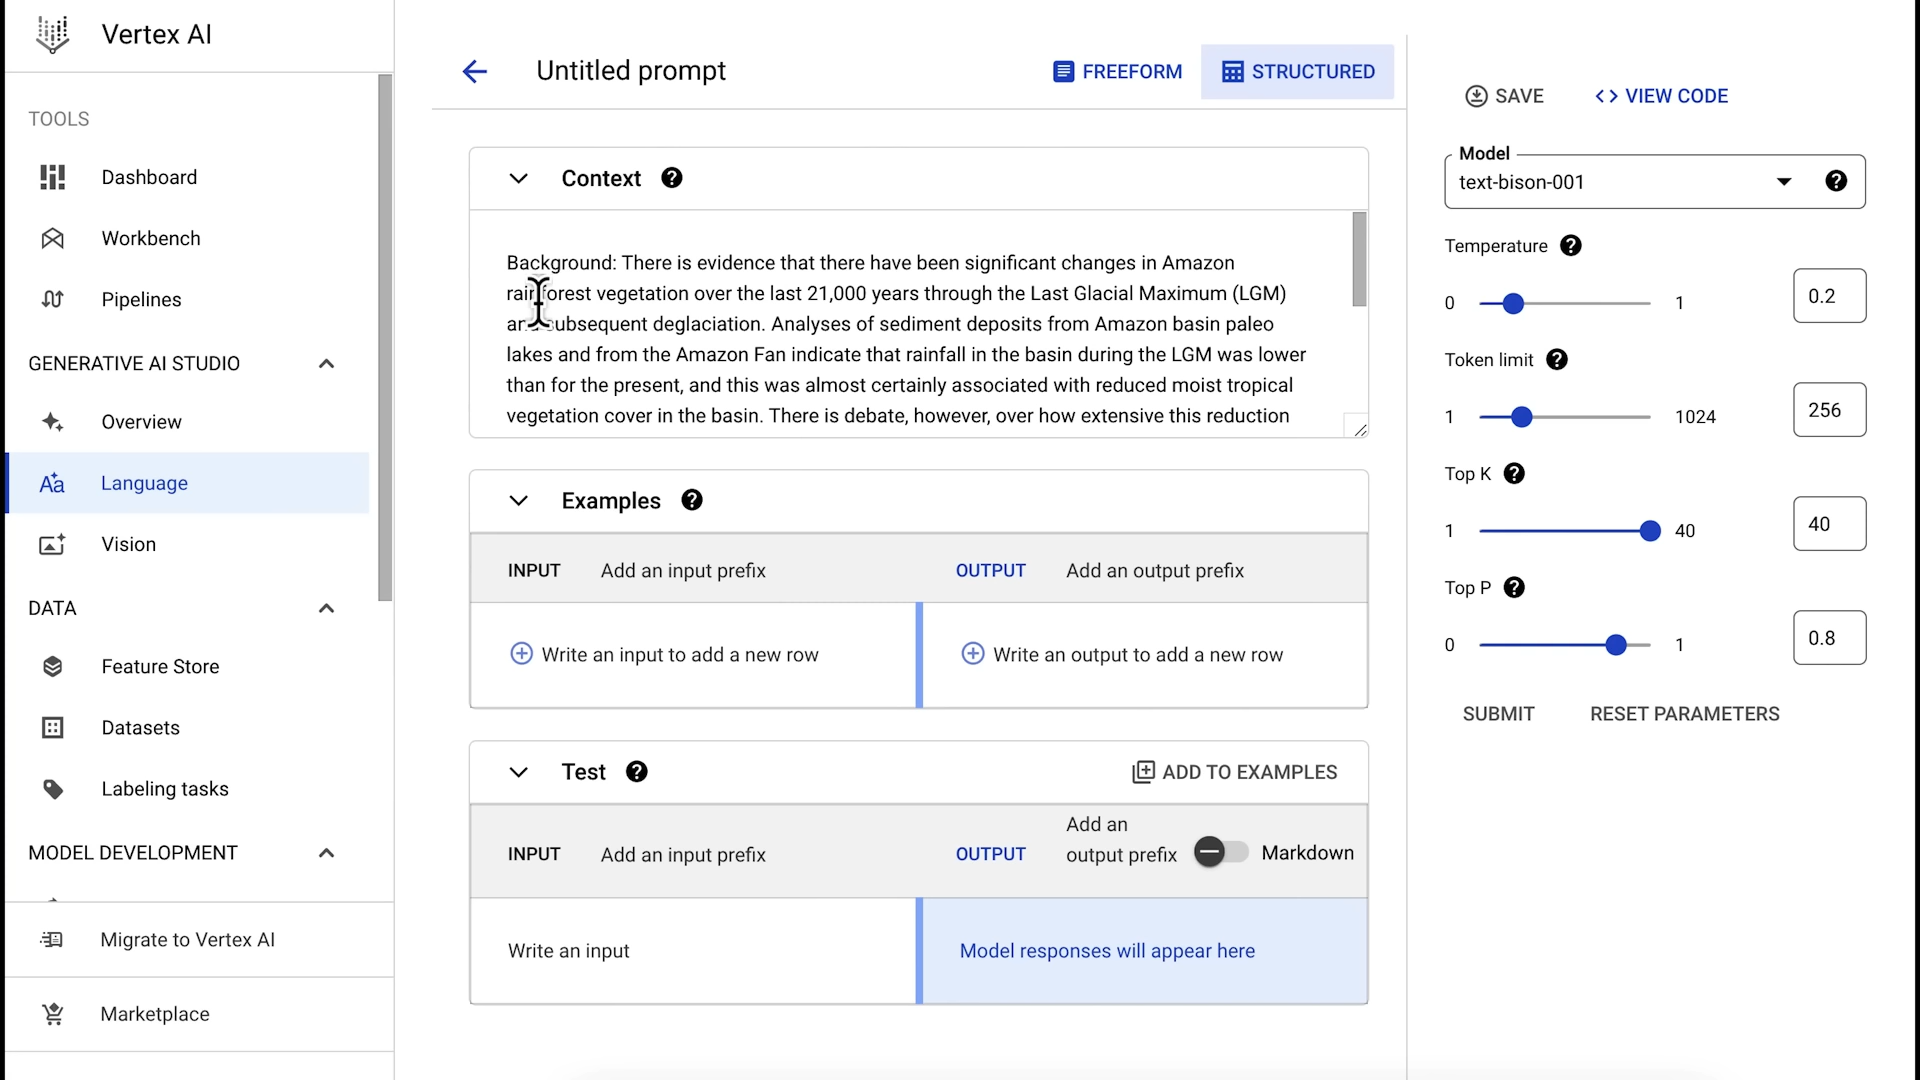 Vertex AI
TOOLS
Dashboard
Workbench
Pipelines
GENERATIVE AI STUDIO
Overview
Language
Vision
DATA
Feature Store
Datasets
Labeling tasks
MODEL DEVELOPMENT
Migrate to Vertex AI
Marketplace
Untitled prompt
FREEFORM
STRUCTURED
Context
Background: There is evidence that there have been significant changes in Amazon
rainforest vegetation over the last 21,000 years through the Last Glacial Maximum (LGM)
and subsequent deglaciation. Analyses of sediment deposits from Amazon basin paleo
lakes and from the Amazon Fan indicate that rainfall in the basin during the LGM was lower
than for the present, and this was almost certainly associated with reduced moist tropical
vegetation cover in the basin. There is debate, however, over how extensive this reduction
Examples
INPUT Add an input prefix
OUTPUT Add an output prefix
Write an input to add a new row
Write an output to add a new row
Test
ADD TO EXAMPLES
INPUT Add an input prefix
OUTPUT
Add an
output prefix
Markdown
Write an input
Model responses will appear here
SAVE
<> VIEW CODE
Model
text-bison-001
Temperature
0 1 0.2
Token limit
1 1024 256
Top K
1 40 40
Top P
0 1 0.8
SUBMIT
RESET PARAMETERS